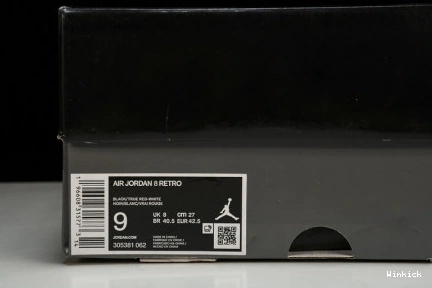 AIR JORDAN 8 RETRO
BLACK/TRUE RED-WHITE
NOIR/BLANC/VRAI ROUGE
9
UK 8 cm 27
BR 40.5 EUR 42.5
JORDAN.COM
305381 062
Winkick